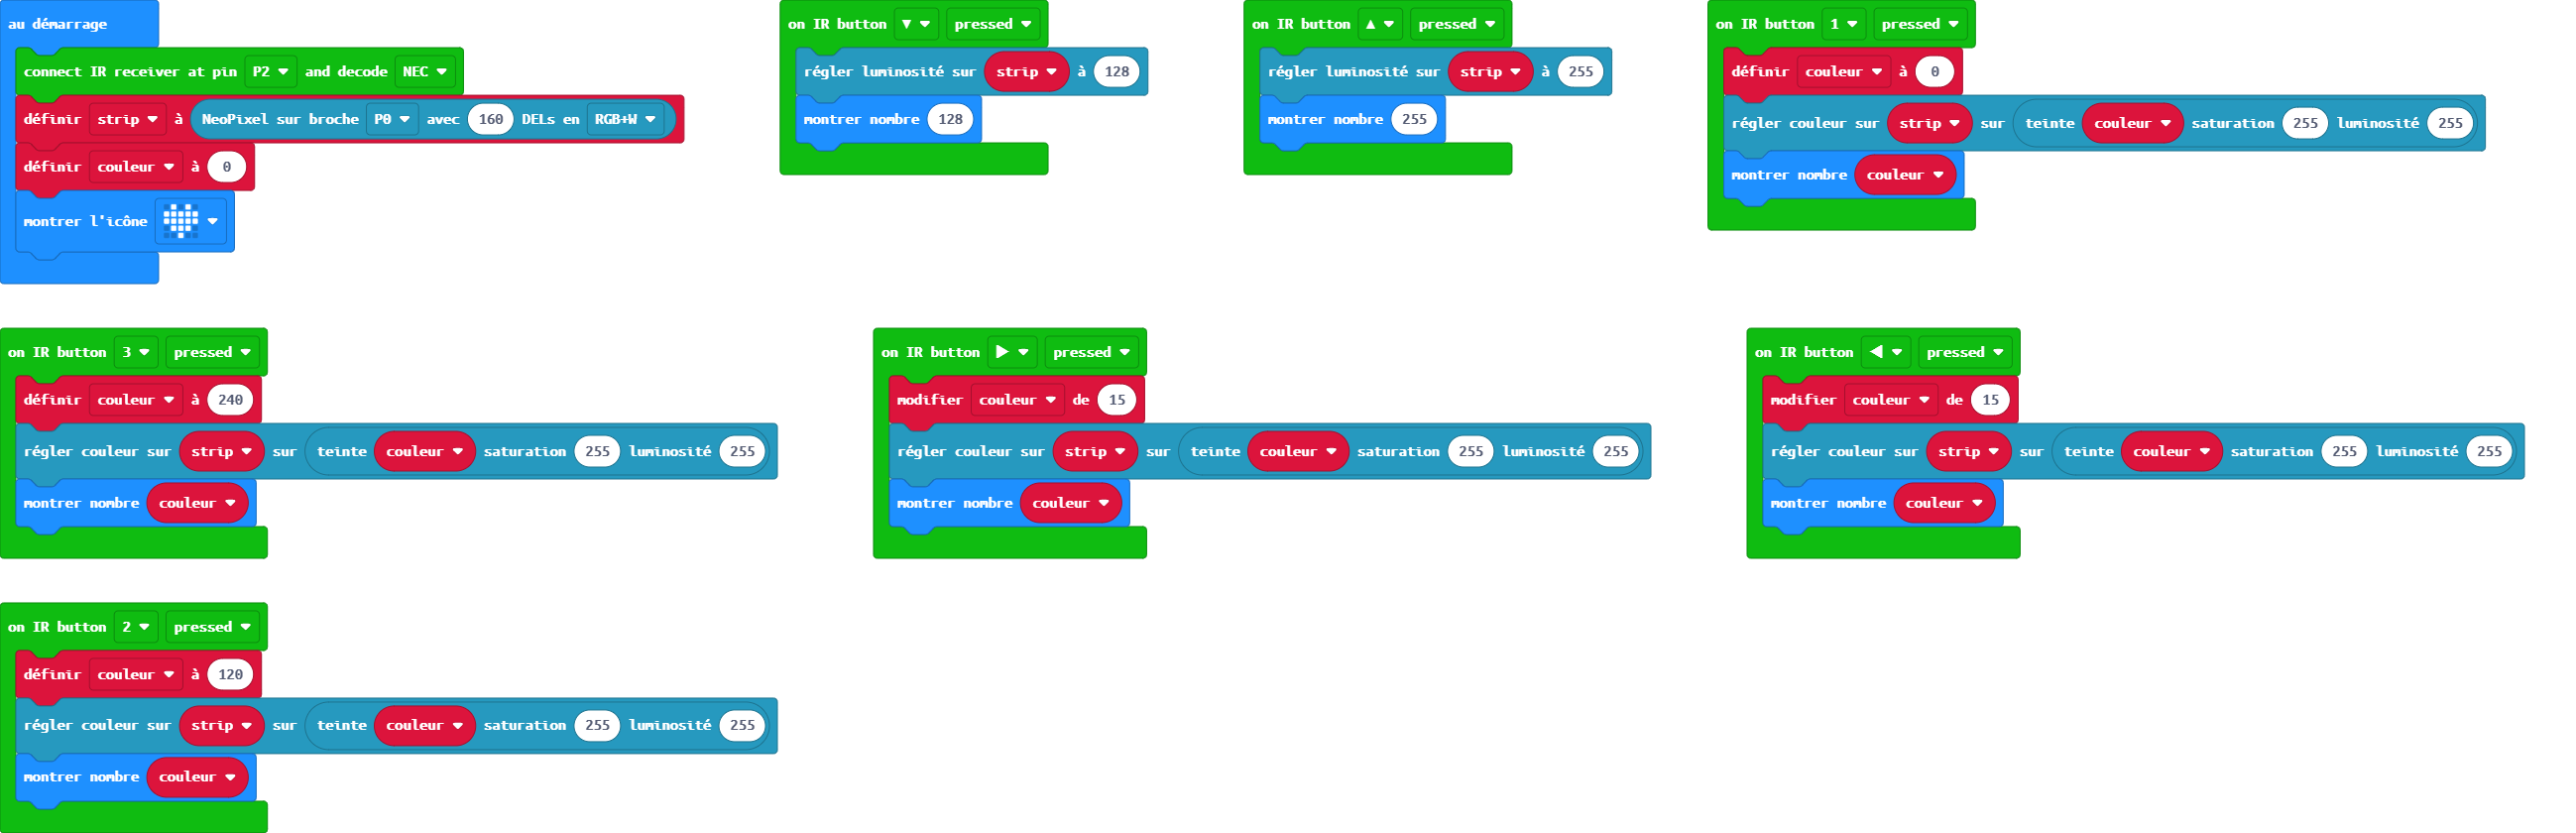 au démarrage
connect IR receiver at pin P2 and decode NEC
définir strip à NeoPixel sur broche P0 avec 160 DELs en RGB+W
définir couleur à 0
montrer l'icône
on IR button ▼ pressed
régler luminosité sur strip à 128
montrer nombre 128
on IR button ▲ pressed
régler luminosité sur strip à 255
montrer nombre 255
on IR button 1 pressed
définir couleur à 0
régler couleur sur strip sur teinte couleur saturation 255 luminosité 255
montrer nombre couleur
on IR button 3 pressed
définir couleur à 240
régler couleur sur strip sur teinte couleur saturation 255 luminosité 255
montrer nombre couleur
on IR button ▶ pressed
modifier couleur de 15
régler couleur sur strip sur teinte couleur saturation 255 luminosité 255
montrer nombre couleur
on IR button ◀ pressed
modifier couleur de 15
régler couleur sur strip sur teinte couleur saturation 255 luminosité 255
montrer nombre couleur
on IR button 2 pressed
définir couleur à 120
régler couleur sur strip sur teinte couleur saturation 255 luminosité 255
montrer nombre couleur